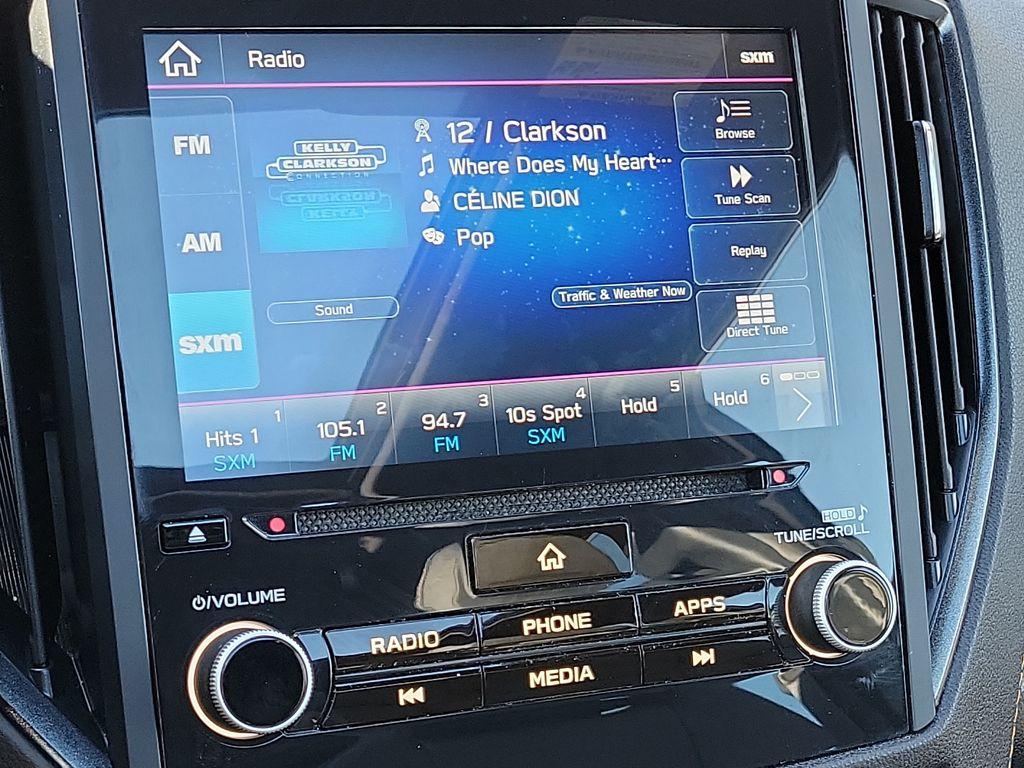 Radio
sxm
FM
AM
sxm
KELLY
CLARKSON
CONNECTION
12 / Clarkson
Where Does My Heart···
CÉLINE DION
Pop
Browse
Tune Scan
Replay
Direct Tune
Sound
Traffic & Weather Now
1
Hits 1
SXM
2
105.1
FM
3
94.7
FM
4
10s Spot
SXM
5
Hold
6
Hold
HOLD
TUNE/SCROLL
/VOLUME
RADIO
PHONE
APPS
MEDIA